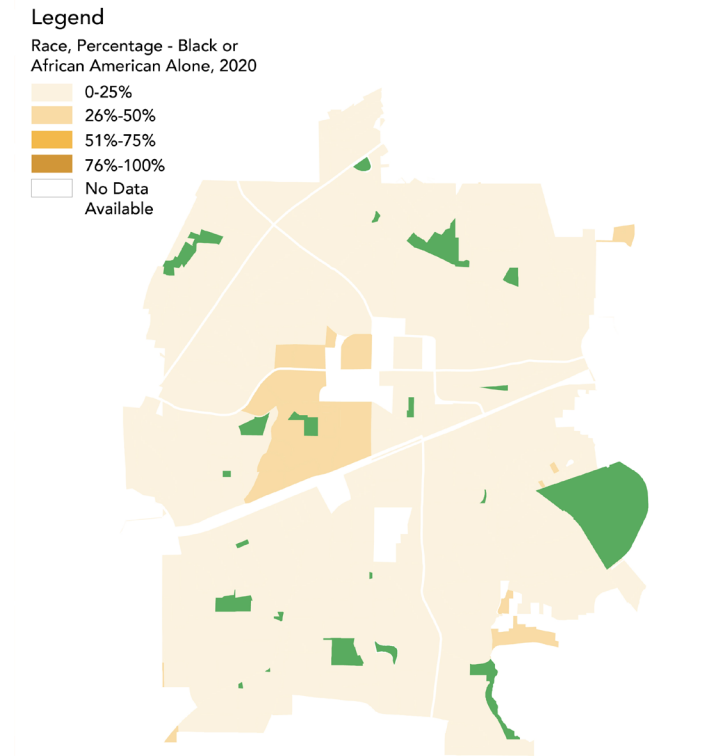 Legend
Race, Percentage - Black or
African American Alone, 2020
0-25%
26%-50%
51%-75%
76%-100%
No Data
Available